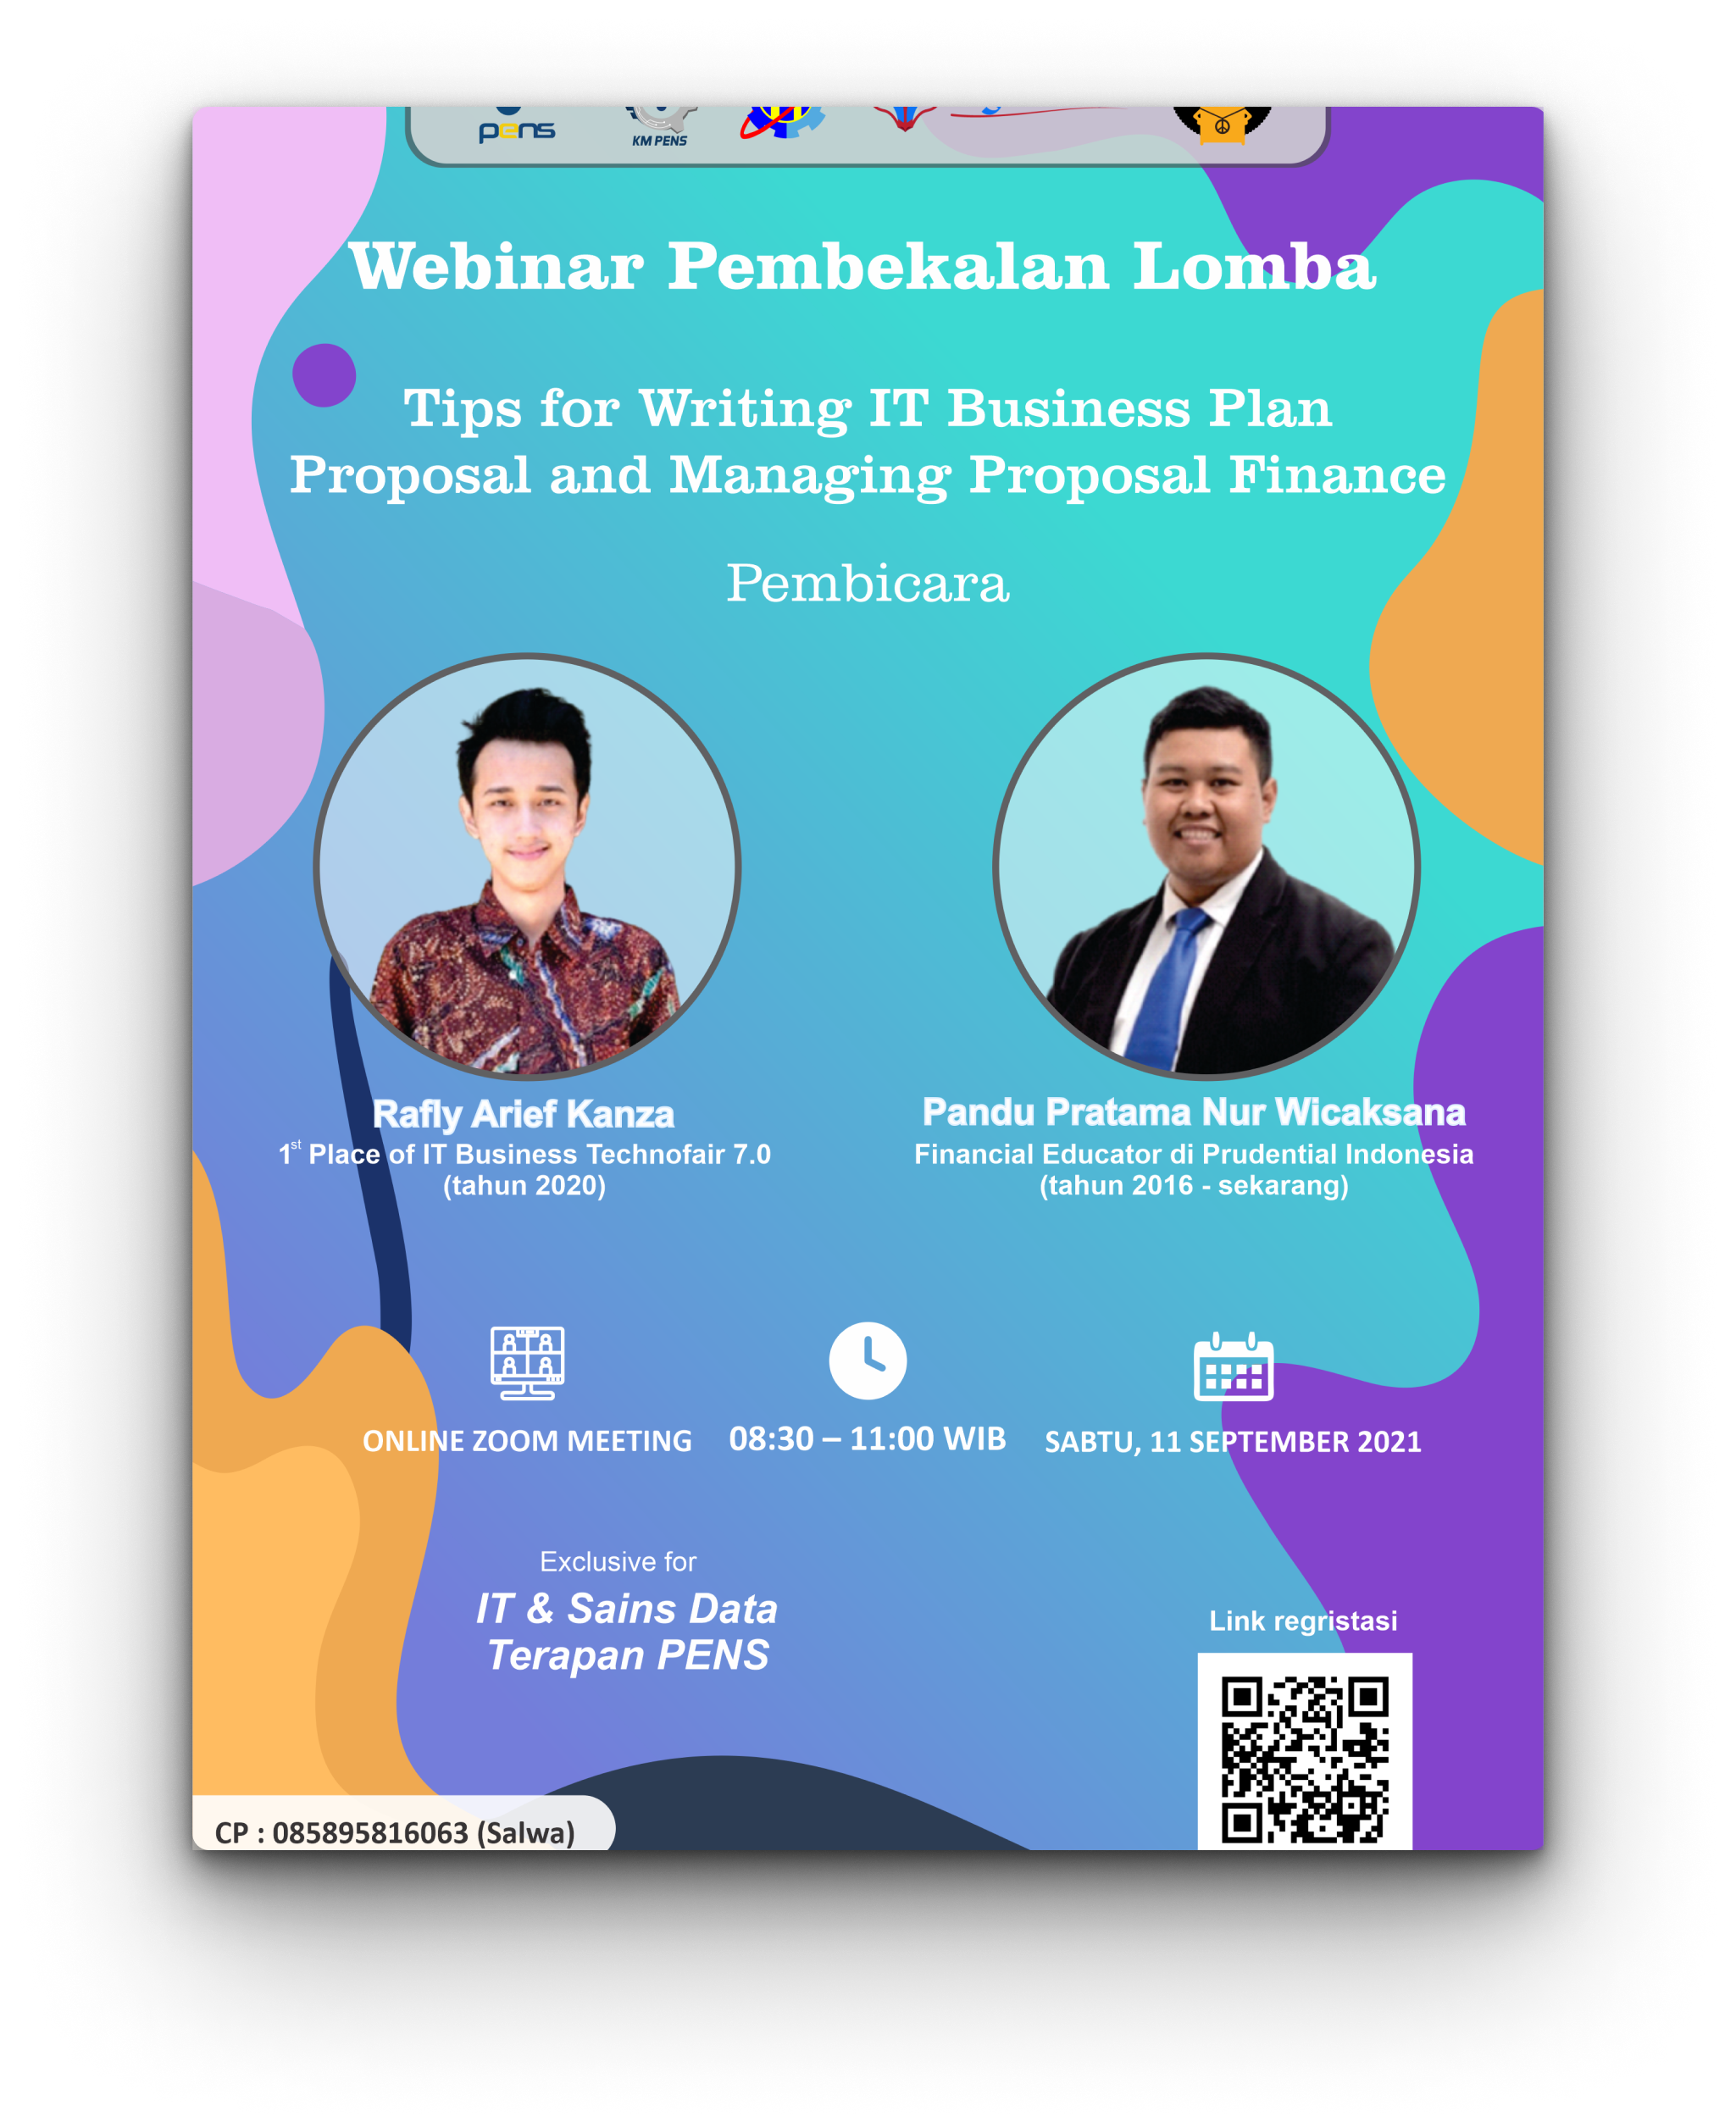 pens
KM PENS
Webinar Pembekalan Lomba
Tips for Writing IT Business Plan
Proposal and Managing Proposal Finance
Pembicara
Rafly Arief Kanza
1st Place of IT Business Technofair 7.0
(tahun 2020)
Pandu Pratama Nur Wicaksana
Financial Educator di Prudential Indonesia
(tahun 2016 - sekarang)
ONLINE ZOOM MEETING
08:30 – 11:00 WIB
SABTU, 11 SEPTEMBER 2021
Exclusive for
IT & Sains Data
Terapan PENS
Link regristasi
CP : 085895816063 (Salwa)